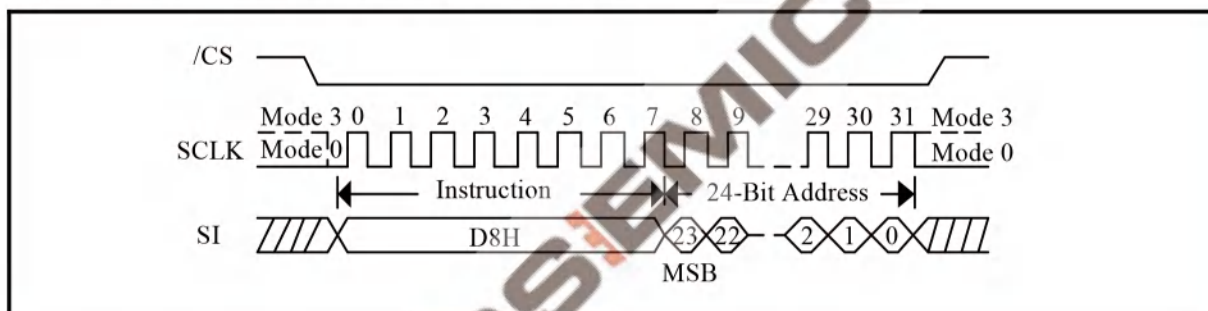 /CS
Mode 3 0 1 2 3 4 5 6 7 8 9 29 30 31 Mode 3
SCLK Mode 0 Mode 0
Instruction 24-Bit Address
SI D8H 23 22 2 1 0
MSB